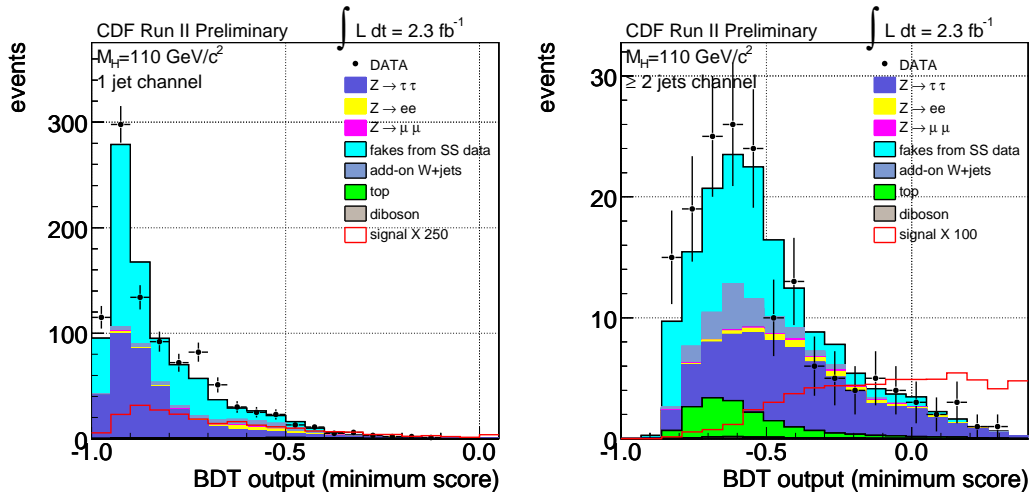 CDF Run II Preliminary ∫ L dt = 2.3 fb⁻¹
M_H=110 GeV/c²
1 jet channel
DATA
Z → τ τ
Z → ee
Z → μ μ
fakes from SS data
add-on W+jets
top
diboson
signal X 250
events
300
200
100
0
-1.0 -0.5 0.0
BDT output (minimum score)
CDF Run II Preliminary ∫ L dt = 2.3 fb⁻¹
M_H=110 GeV/c²
≥ 2 jets channel
DATA
Z → τ τ
Z → ee
Z → μ μ
fakes from SS data
add-on W+jets
top
diboson
signal X 100
events
30
20
10
0
-1.0 -0.5 0.0
BDT output (minimum score)